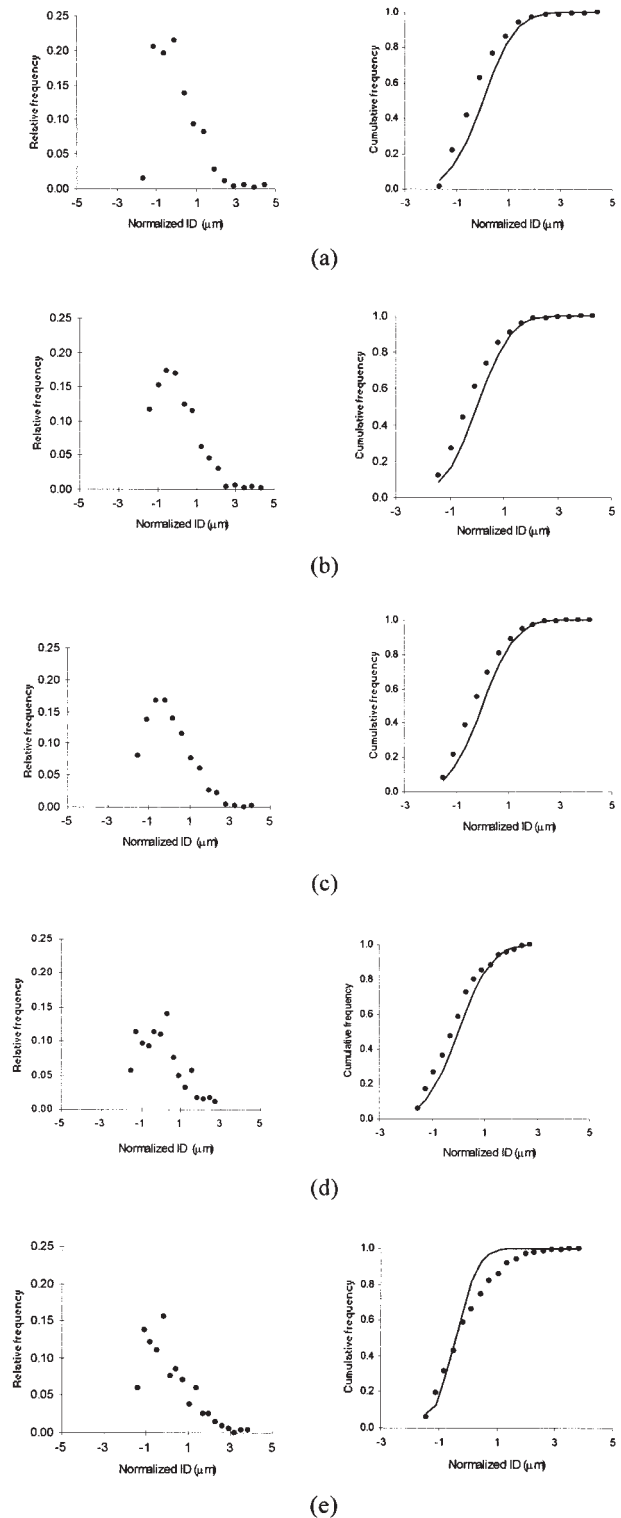 Relative frequency
0.25
0.20
0.15
0.10
0.05
0.00
-5 -3 -1 1 3 5
Normalized ID (μm)
Cumulative frequency
1.0
0.8
0.6
0.4
0.2
0.0
-3 -1 1 3 5
Normalized ID (μm)
(a)
Relative frequency
0.25
0.20
0.15
0.10
0.05
0.00
-5 -3 -1 1 3 5
Normalized ID (μm)
Cumulative frequency
1.0
0.8
0.6
0.4
0.2
0.0
-3 -1 1 3 5
Normalized ID (μm)
(b)
Relative frequency
0.25
0.20
0.15
0.10
0.05
0.00
-5 -3 -1 1 3 5
Normalized ID (μm)
Cumulative frequency
1.0
0.8
0.6
0.4
0.2
0.0
-3 -1 1 3 5
Normalized ID (μm)
(c)
Relative frequency
0.25
0.20
0.15
0.10
0.05
0.00
-5 -3 -1 1 3 5
Normalized ID (μm)
Cumulative frequency
1.0
0.8
0.6
0.4
0.2
0.0
-3 -1 1 3 5
Normalized ID (μm)
(d)
Relative frequency
0.25
0.20
0.15
0.10
0.05
0.00
-5 -3 -1 1 3 5
Normalized ID (μm)
Cumulative frequency
1.0
0.8
0.6
0.4
0.2
0.0
-3 -1 1 3 5
Normalized ID (μm)
(e)